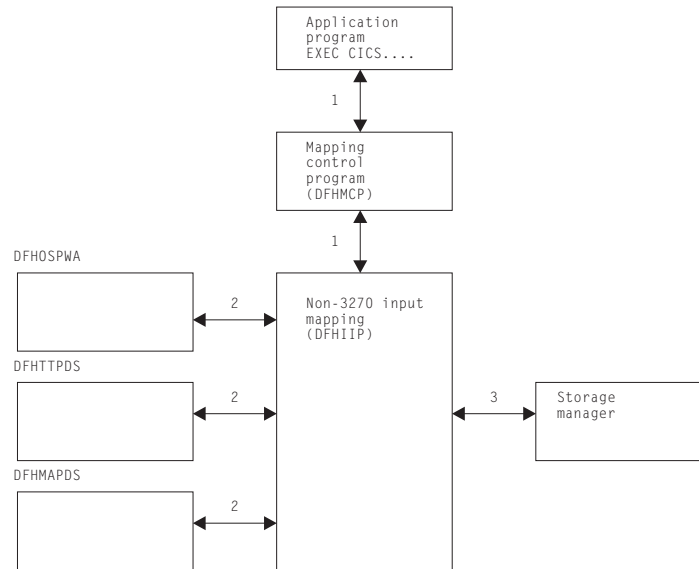 Application
program
EXEC CICS....
1
Mapping
control
program
(DFHMCP)
1
DFHOSPWA
2
Non-3270 input
mapping
(DFHIIP)
DFHTTPDS
2
3
Storage
manager
DFHMAPDS
2